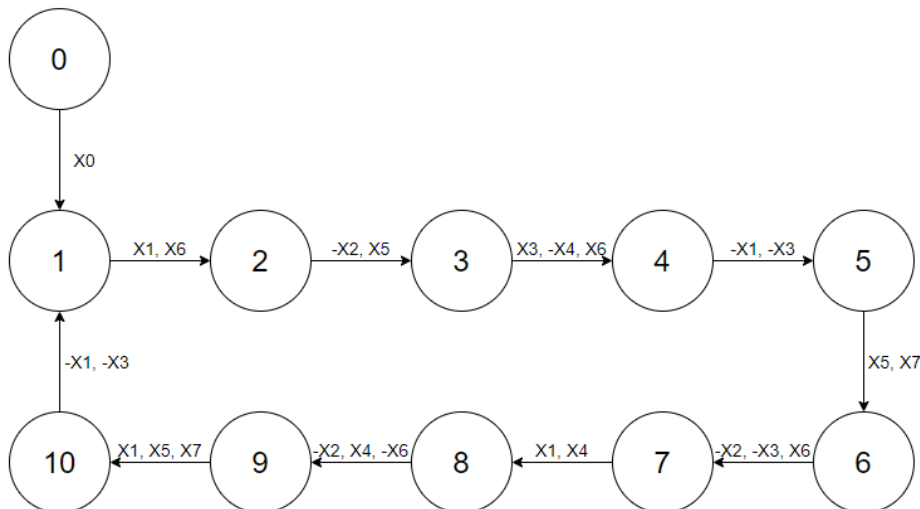 0
X0
1
X1, X6
2
-X2, X5
3
X3, -X4, X6
4
-X1, -X3
5
-X1, -X3
X5, X7
10
X1, X5, X7
9
-X2, X4, -X6
8
X1, X4
7
-X2, -X3, X6
6